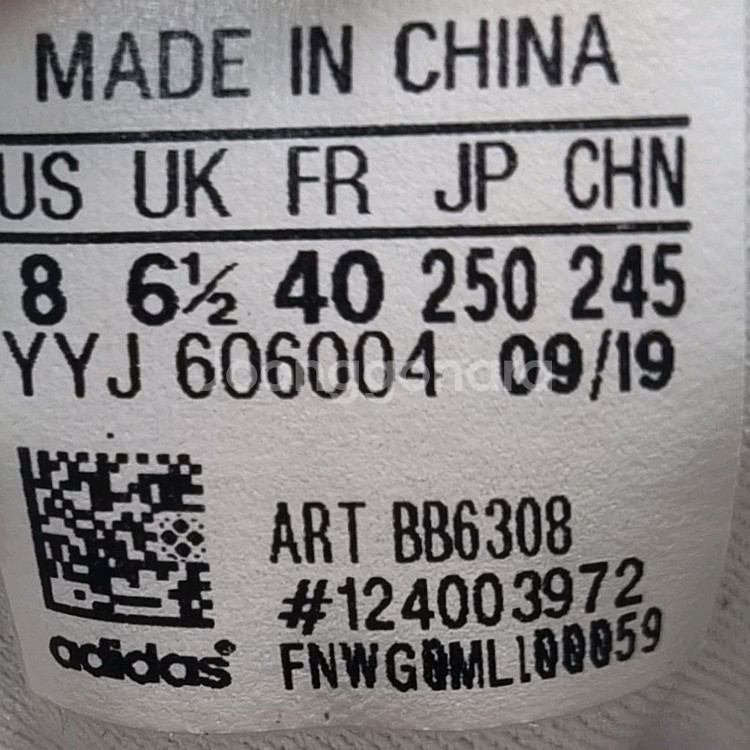 MADE IN CHINA
US UK FR JP CHN
8 6½ 40 250 245
YYJ 606004 09/19
Joonggonara
ART BB6308
#124003972
adidas®